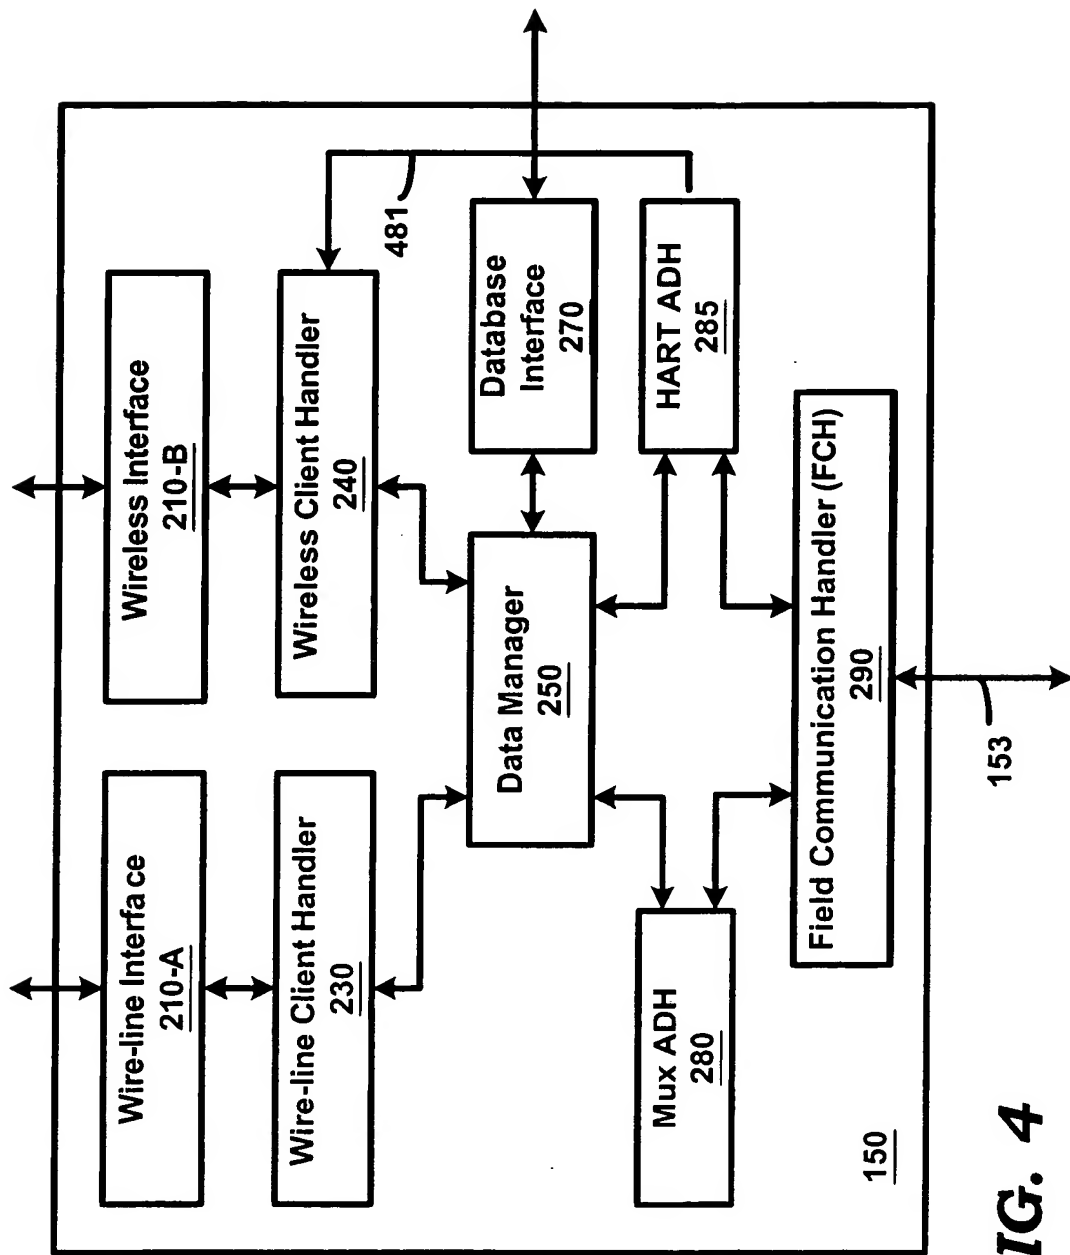 Wire-line Interface
210-A
Wireless Interface
210-B
Wire-line Client Handler
230
Wireless Client Handler
240
481
Data Manager
250
Database
Interface
270
Mux ADH
280
HART ADH
285
Field Communication Handler (FCH)
290
150
153
IG. 4